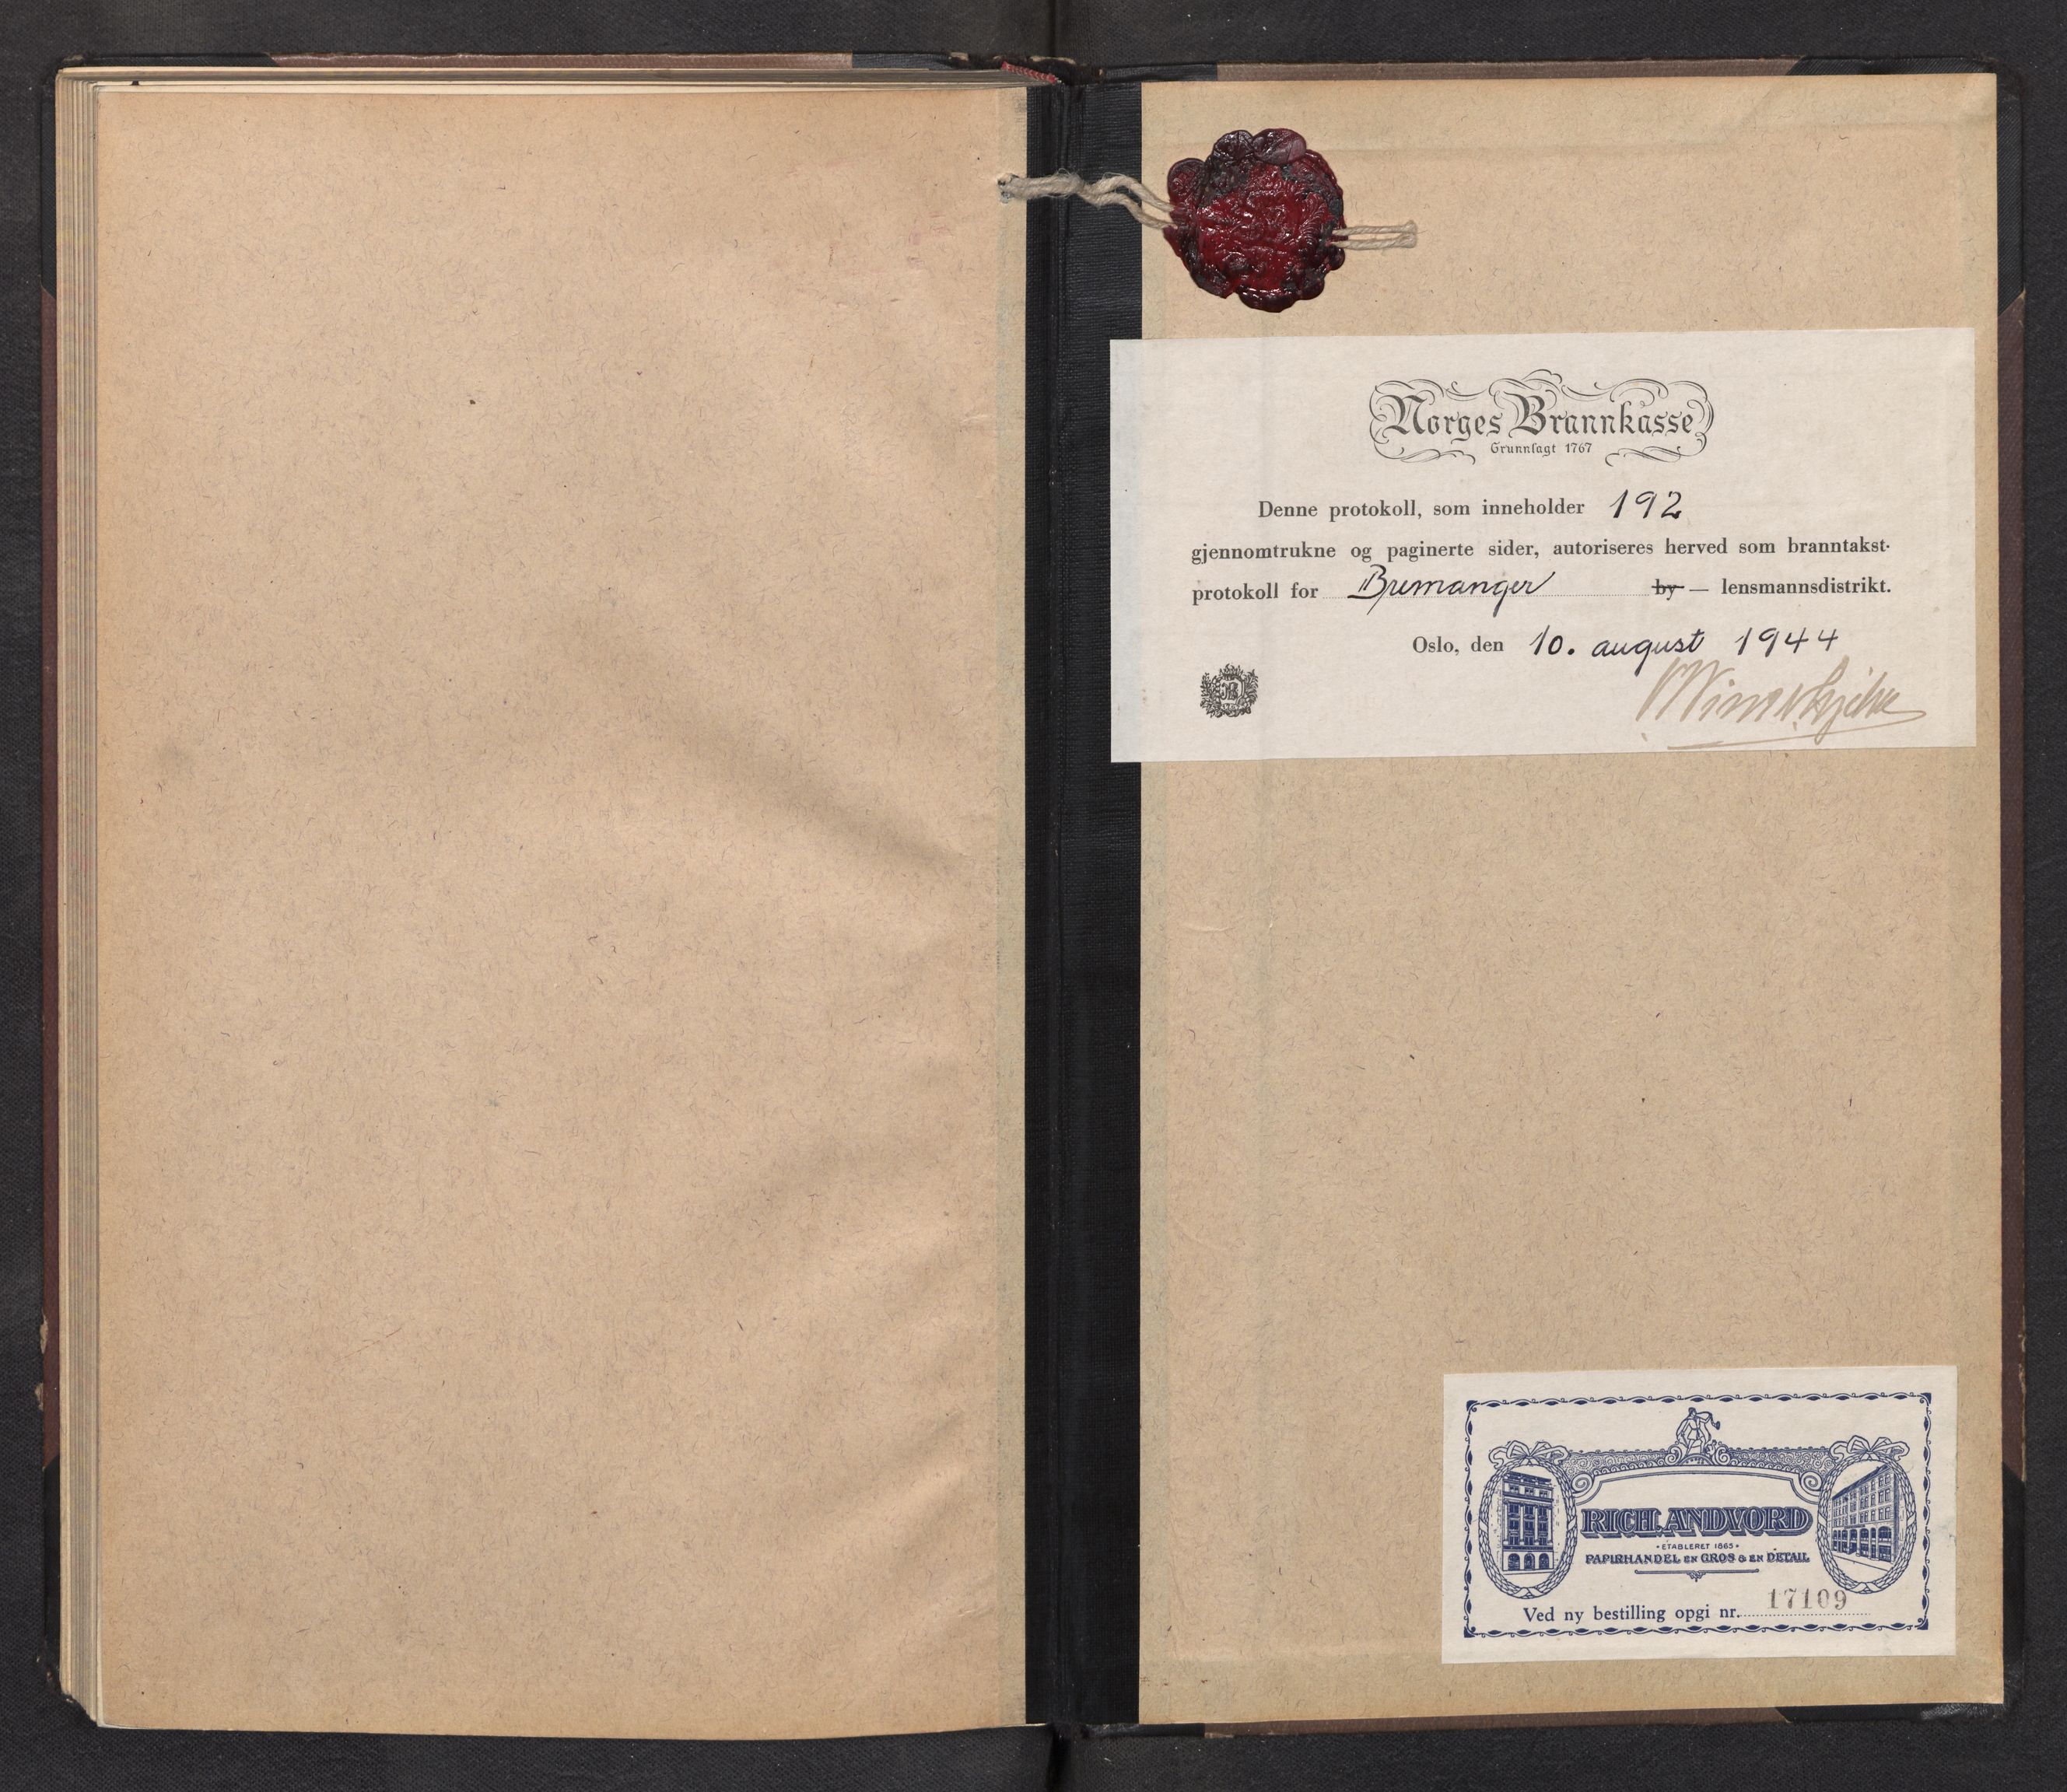 Norges Brannkasse
Grunnlagt 1767
Denne protokoll, som inneholder 192
gjennomtrukne og paginerte sider, autoriseres herved som branntakst-
protokoll for Bremanger by — lensmannsdistrikt.
Oslo, den 10. august 1944
RICH. ANDVORD
• ETABLERET 1865 •
PAPIRHANDEL EN GROS & EN DETAIL
Ved ny bestilling opgi nr. 17109